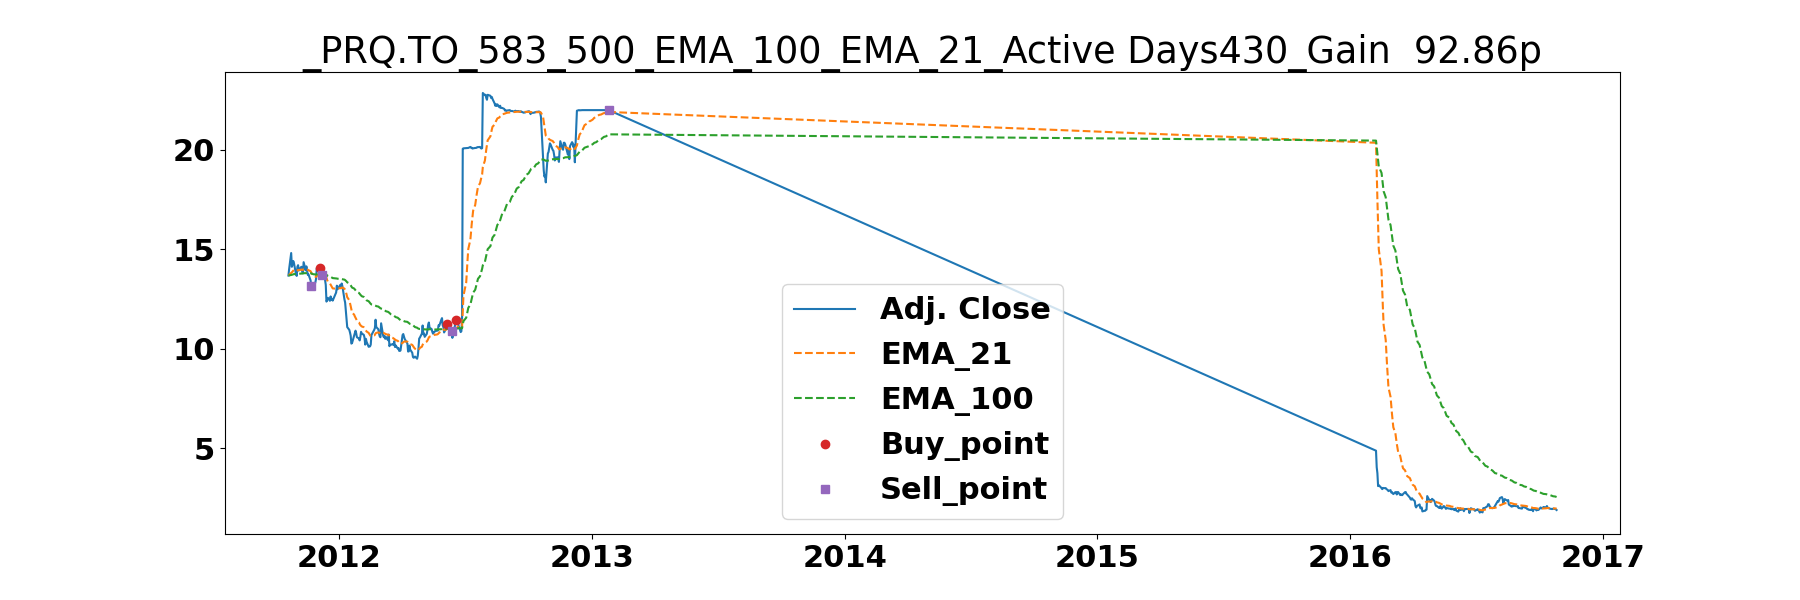 _PRQ.TO_583_500_EMA_100_EMA_21_Active Days430_Gain  92.86p
20
15
10
5
Adj. Close
EMA_21
EMA_100
Buy_point
Sell_point
2012 2013 2014 2015 2016 2017